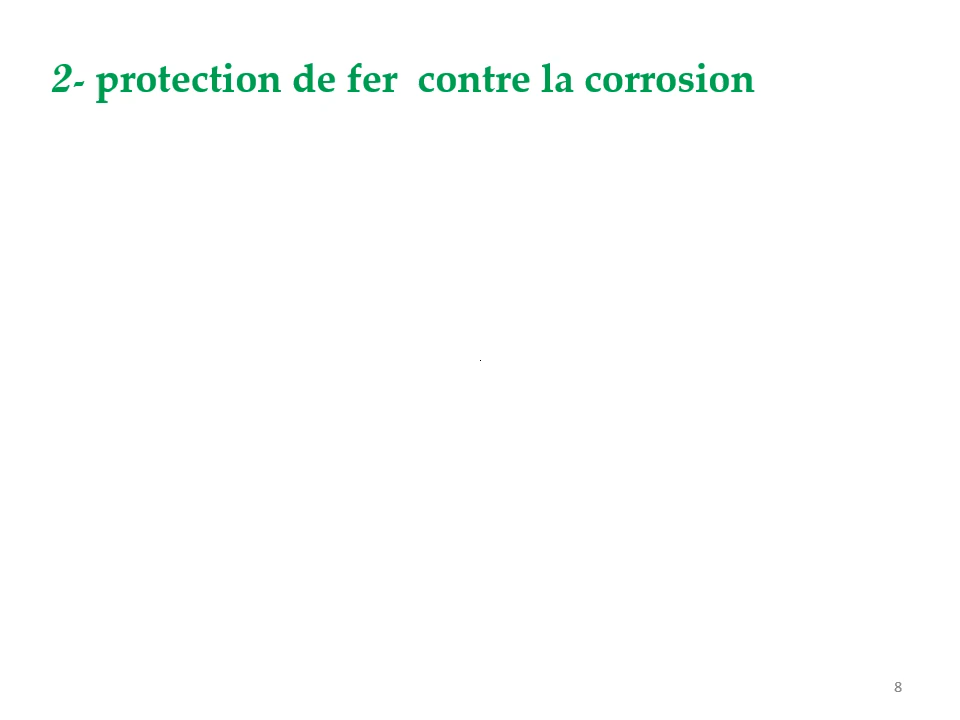 2- protection de fer  contre la corrosion
8